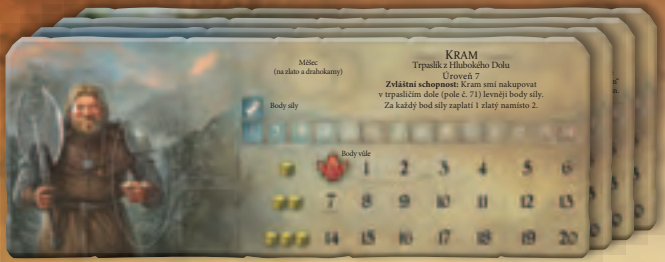 Měšec
(na zlato a drahokamy)
KRAM
Trpaslík z Hlubokého Dolu
Úroveň 7
Zvláštní schopnost: Kram smí nakupovat
v trpasličím dole (pole č. 71) levněji body síly.
Za každý bod síly zaplatí 1 zlatý namísto 2.
Body síly
Body vůle
1 2 3 4 5 6
7 8 9 10 11 12 13
14 15 16 17 18 19 20